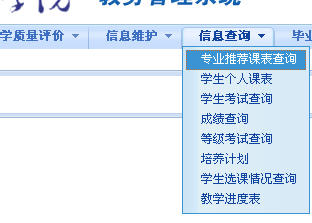 学院 教务管理系统
学质量评价 信息维护 信息查询 毕业
专业推荐课表查询
学生个人课表
学生考试查询
成绩查询
等级考试查询
培养计划
学生选课情况查询
教学进度表